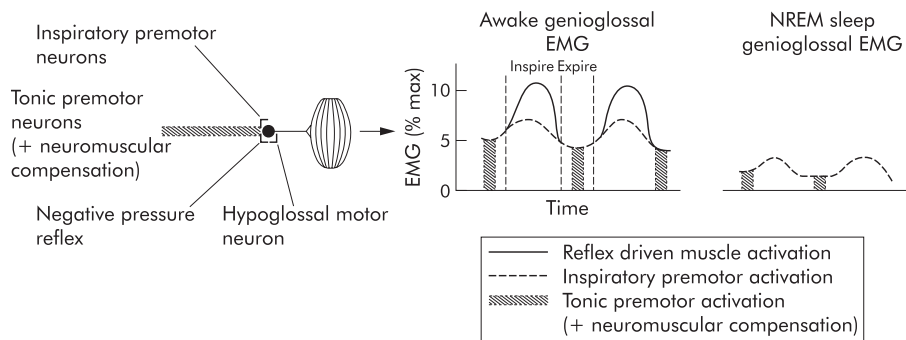 Inspiratory premotor
neurons
Tonic premotor
neurons
(+ neuromuscular
compensation)
Negative pressure
reflex
Hypoglossal motor
neuron
Awake genioglossal
EMG
Inspire Expire
EMG (% max)
10
5
0
Time
NREM sleep
genioglossal EMG
Reflex driven muscle activation
Inspiratory premotor activation
Tonic premotor activation
(+ neuromuscular compensation)